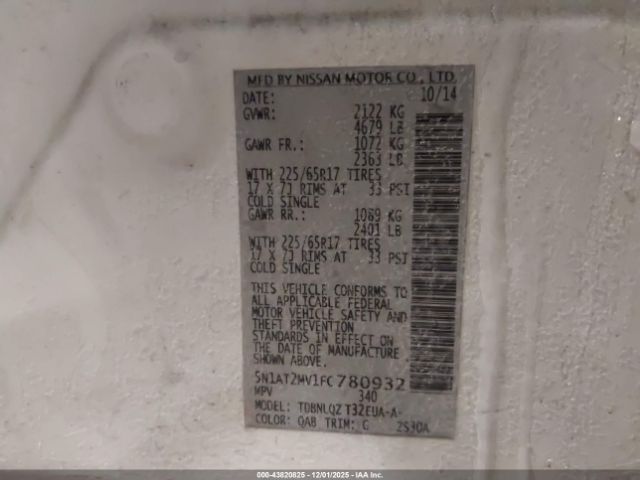 MFD BY NISSAN MOTOR CO., LTD.
DATE: 10/14
GVWR: 2122 KG
4679 LB
GAWR FR.: 1072 KG
2363 LB
WITH 225/65R17 TIRES
17 X 7J RIMS AT 33 PSI
COLD SINGLE
GAWR RR.: 1089 KG
2401 LB
WITH 225/65R17 TIRES
17 X 7J RIMS AT 33 PSI
COLD SINGLE
THIS VEHICLE CONFORMS TO
ALL APPLICABLE FEDERAL
MOTOR VEHICLE SAFETY AND
THEFT PREVENTION
STANDARDS IN EFFECT ON
THE DATE OF MANUFACTURE
SHOWN ABOVE.
5N1AT2MV1FC780932
MPV 340
MODEL: TDBNLQZ T32EUA-A-
COLOR: QAB TRIM: G 2S30A
000-43820825 • 12/01/2025 - iaai.com